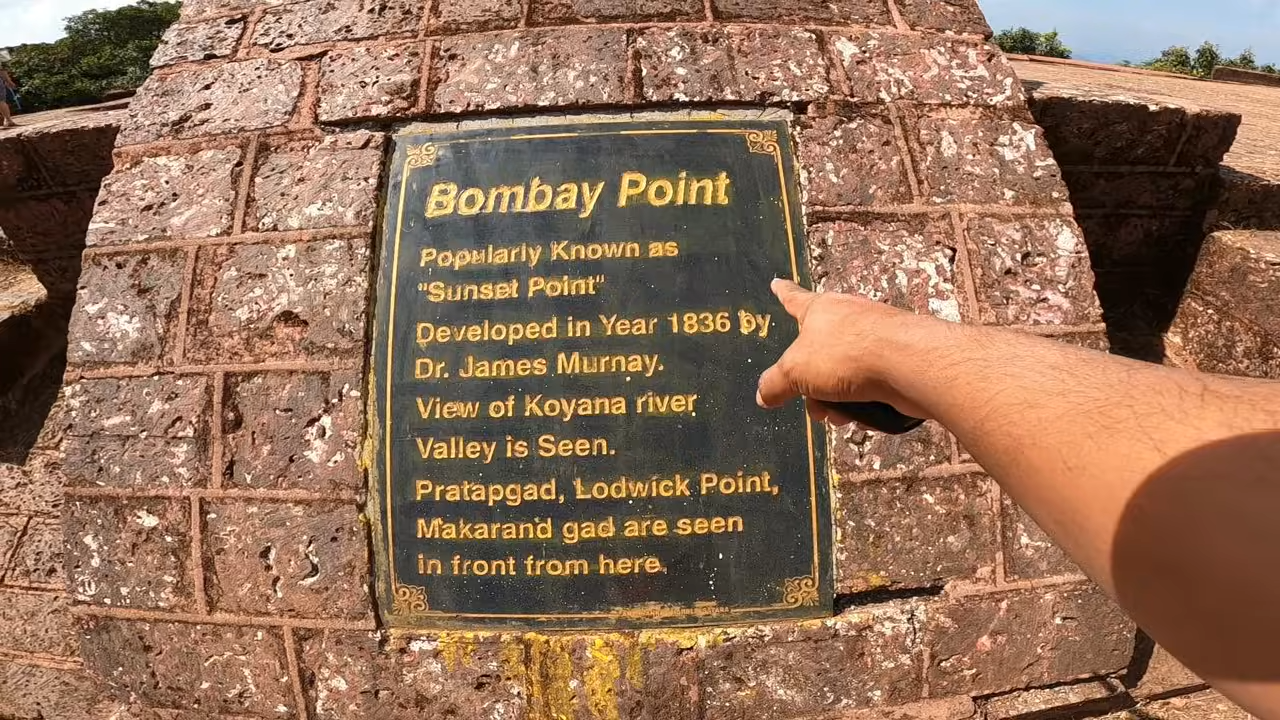 Bombay Point
Popularly Known as
"Sunset Point"
Developed in Year 1836 by
Dr. James Murnay.
View of Koyana river
Valley is Seen.
Pratapgad, Lodwick Point,
Makarand gad are seen
in front from here.